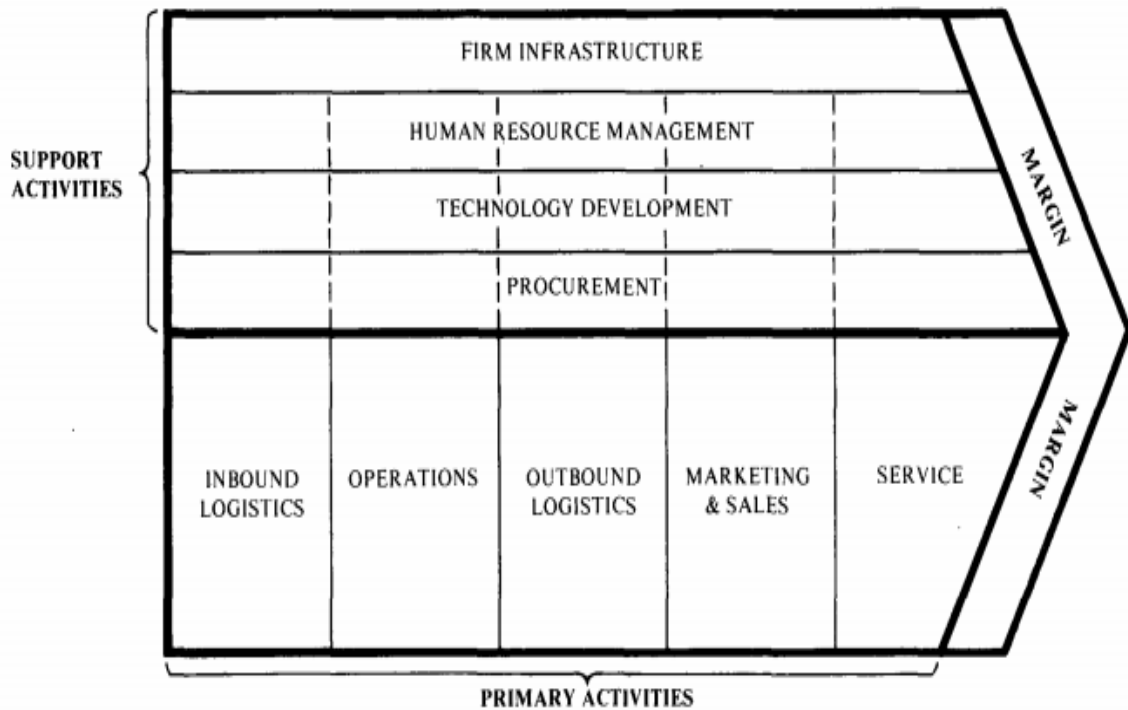 FIRM INFRASTRUCTURE
HUMAN RESOURCE MANAGEMENT
SUPPORT
ACTIVITIES
TECHNOLOGY DEVELOPMENT
PROCUREMENT
MARGIN
MARGIN
INBOUND
LOGISTICS
OPERATIONS
OUTBOUND
LOGISTICS
MARKETING
& SALES
SERVICE
PRIMARY ACTIVITIES